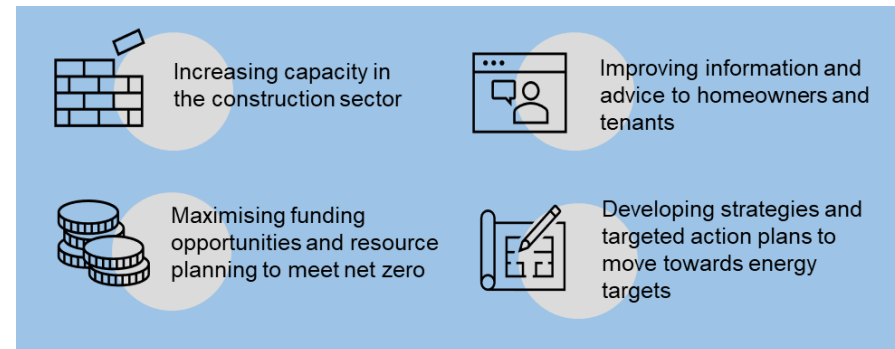 Increasing capacity in
the construction sector
Improving information and
advice to homeowners and
tenants
Maximising funding
opportunities and resource
planning to meet net zero
Developing strategies and
targeted action plans to
move towards energy
targets